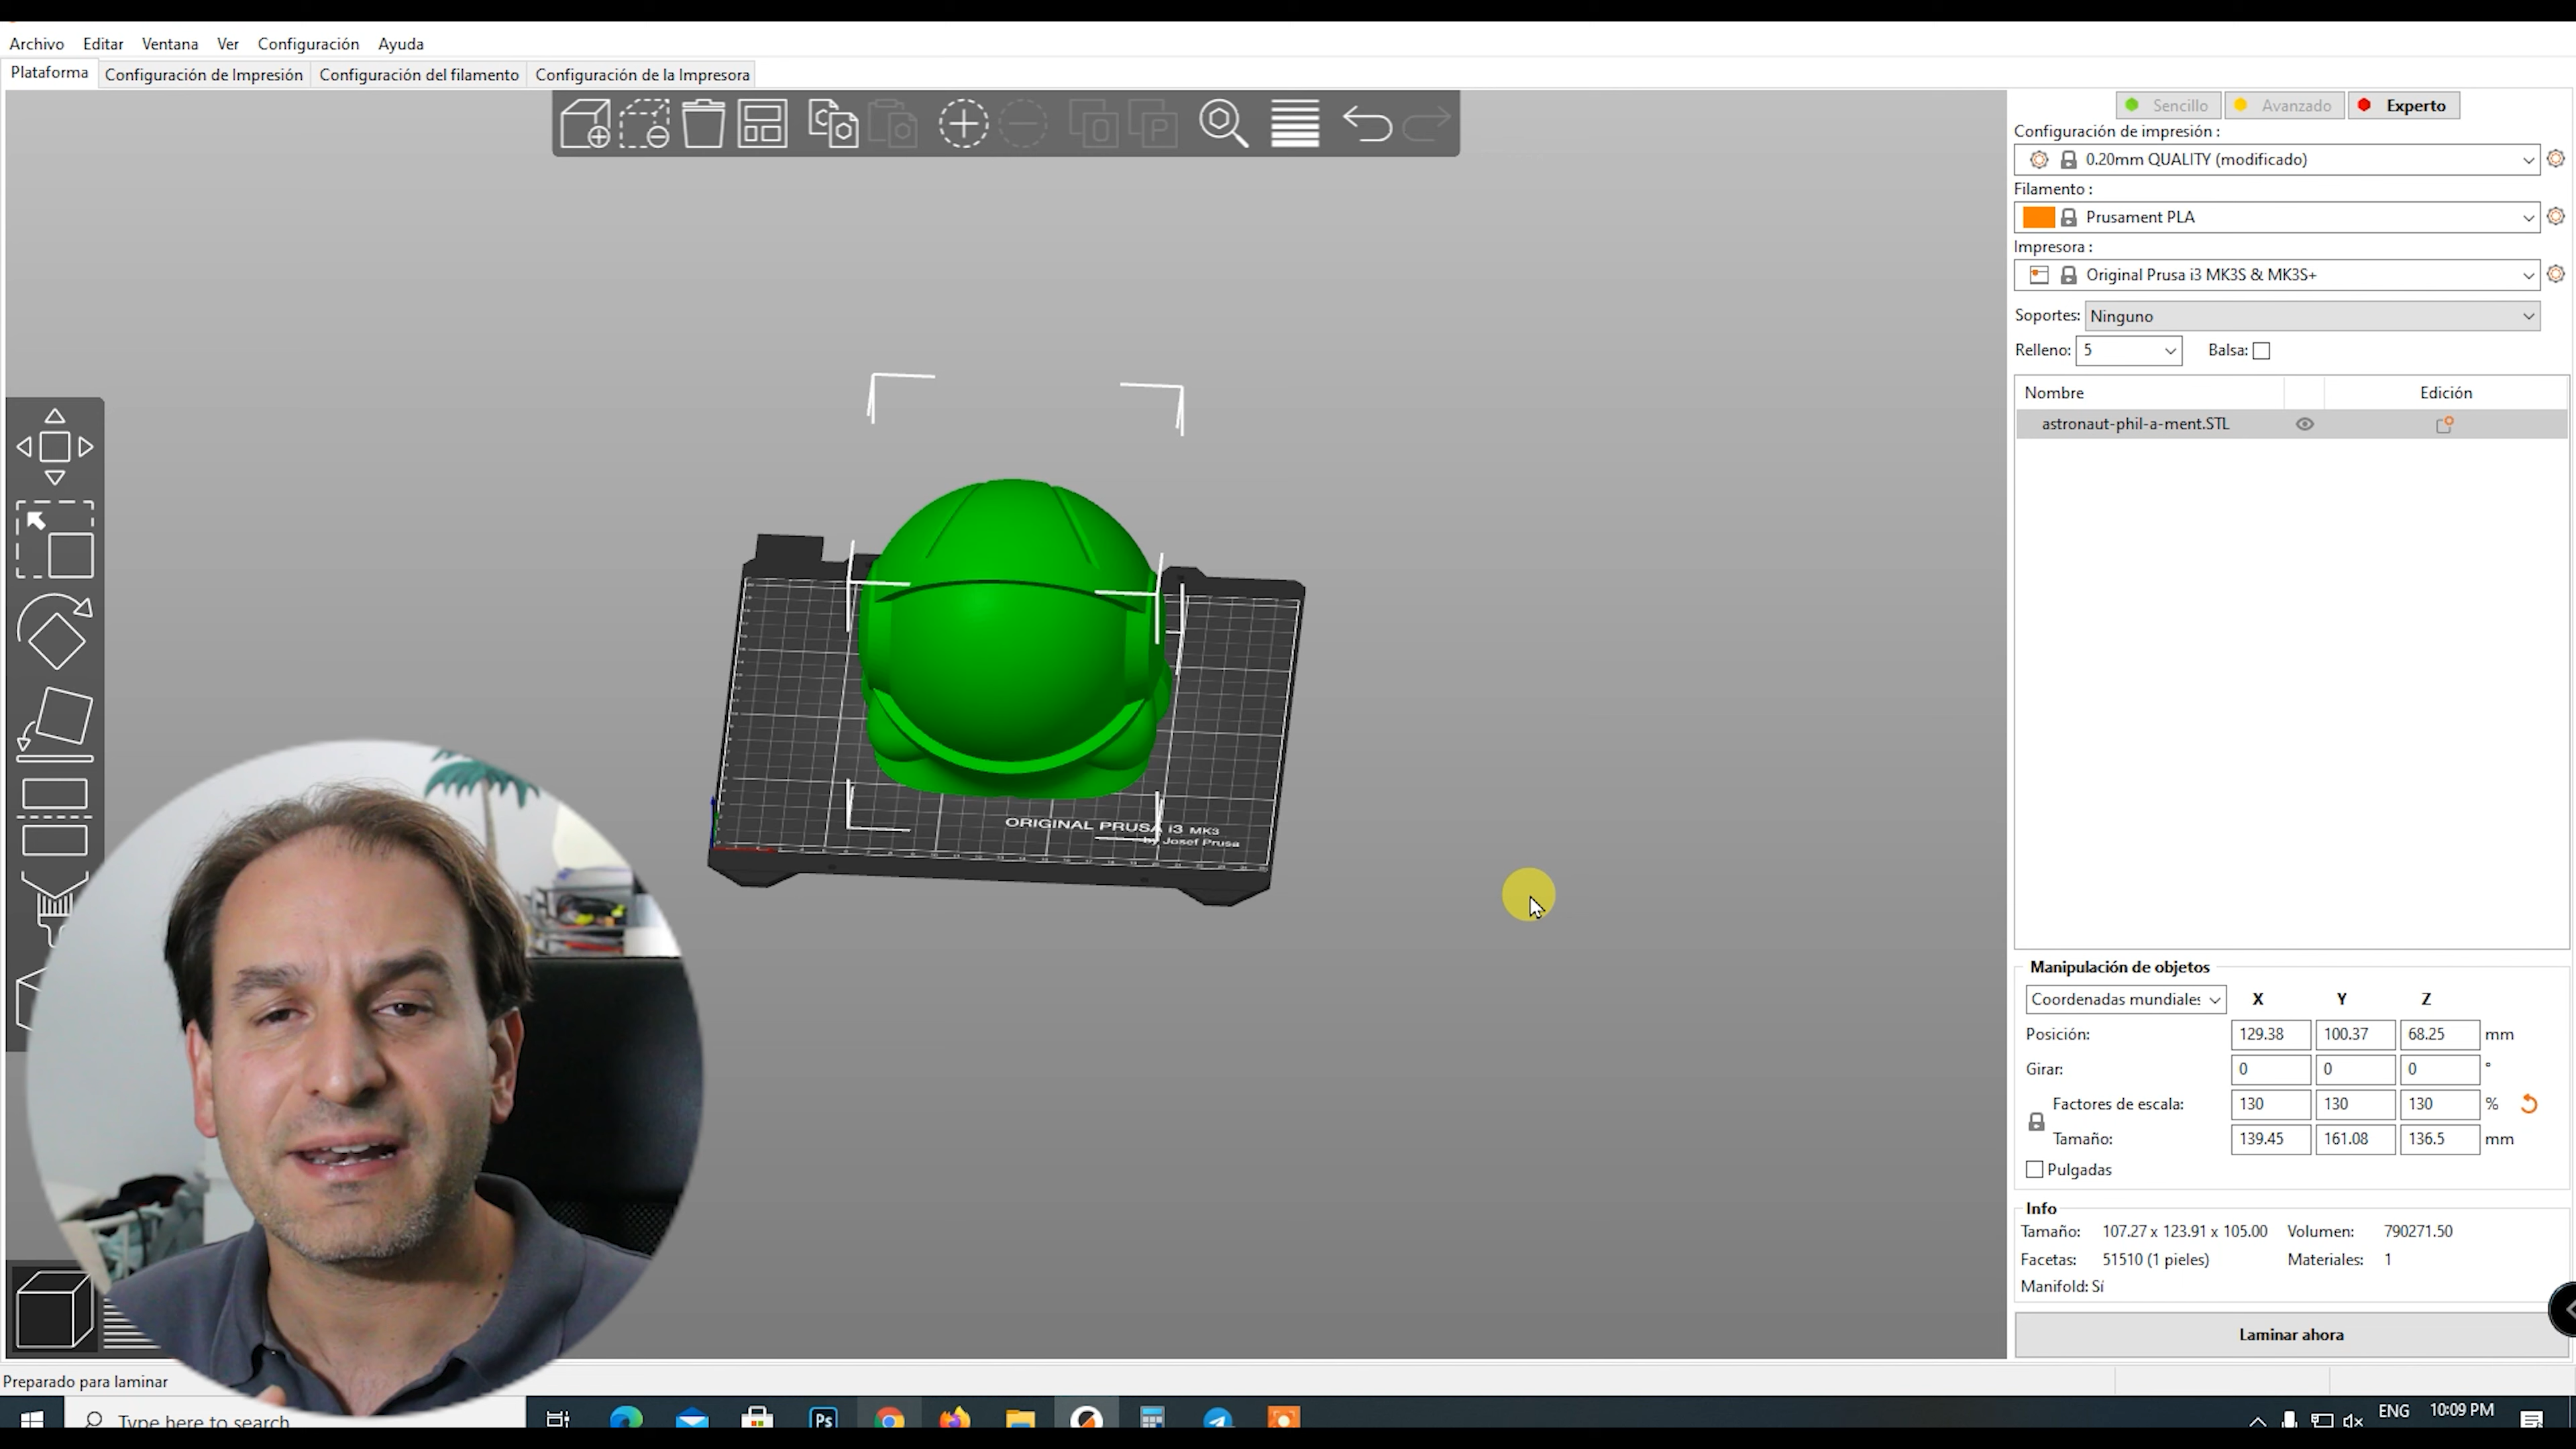 Archivo Editar Ventana Ver Configuración Ayuda
Plataforma Configuración de Impresión Configuración del filamento Configuración de la Impresora
Sencillo Avanzado Experto
Configuración de impresión :
0.20mm QUALITY (modificado)
Filamento :
Prusament PLA
Impresora :
Original Prusa i3 MK3S & MK3S+
Soportes: Ninguno
Relleno: 5 Balsa:
Nombre Edición
astronaut-phil-a-ment.STL
ORIGINAL PRUSA i3 MK3
by Josef Prusa
Manipulación de objetos
Coordenadas mundiales X Y Z
Posición: 129.38 100.37 68.25 mm
Girar: 0 0 0 °
Factores de escala: 130 130 130 %
Tamaño: 139.45 161.08 136.5 mm
Pulgadas
Info
Tamaño: 107.27 x 123.91 x 105.00 Volumen: 790271.50
Facetas: 51510 (1 pieles) Materiales: 1
Manifold: Sí
Laminar ahora
Preparado para laminar
Type here to search
Ps
ENG 10:09 PM